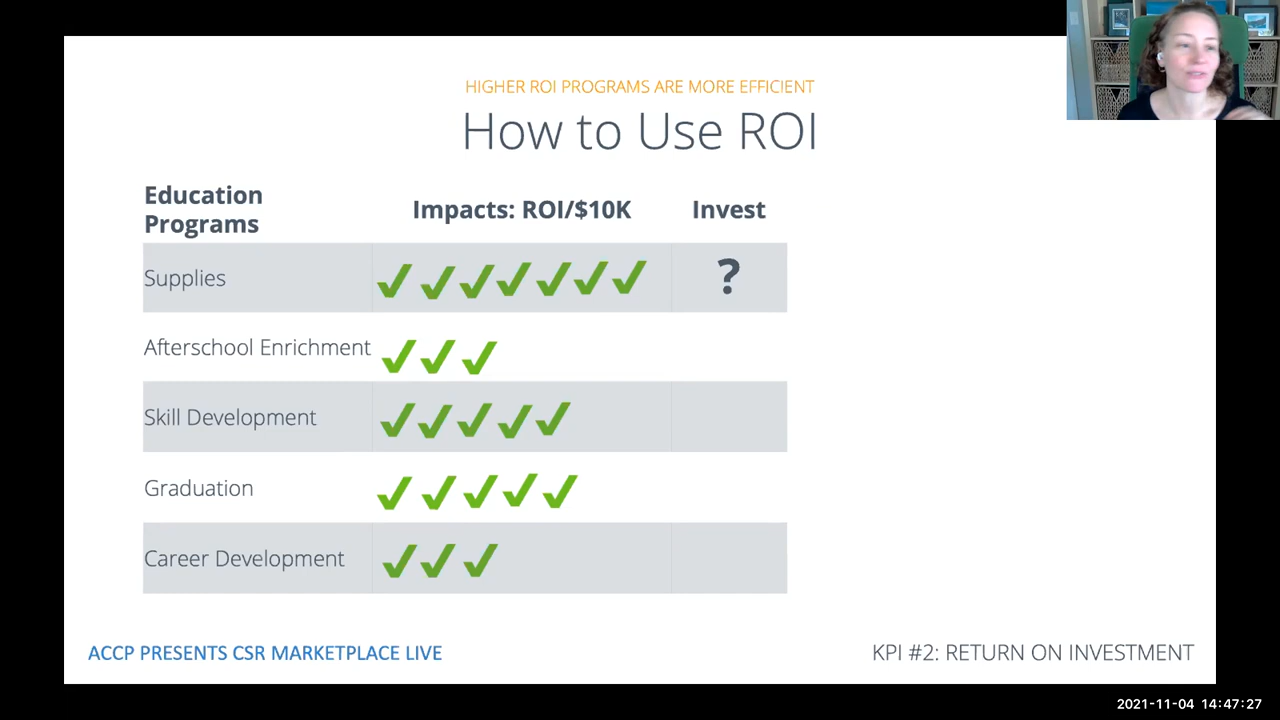 HIGHER ROI PROGRAMS ARE MORE EFFICIENT
How to Use ROI
Education
Programs
Impacts: ROI/$10K
Invest
Supplies
?
Afterschool Enrichment
Skill Development
Graduation
Career Development
ACCP PRESENTS CSR MARKETPLACE LIVE
KPI #2: RETURN ON INVESTMENT
2021-11-04 14:47:27